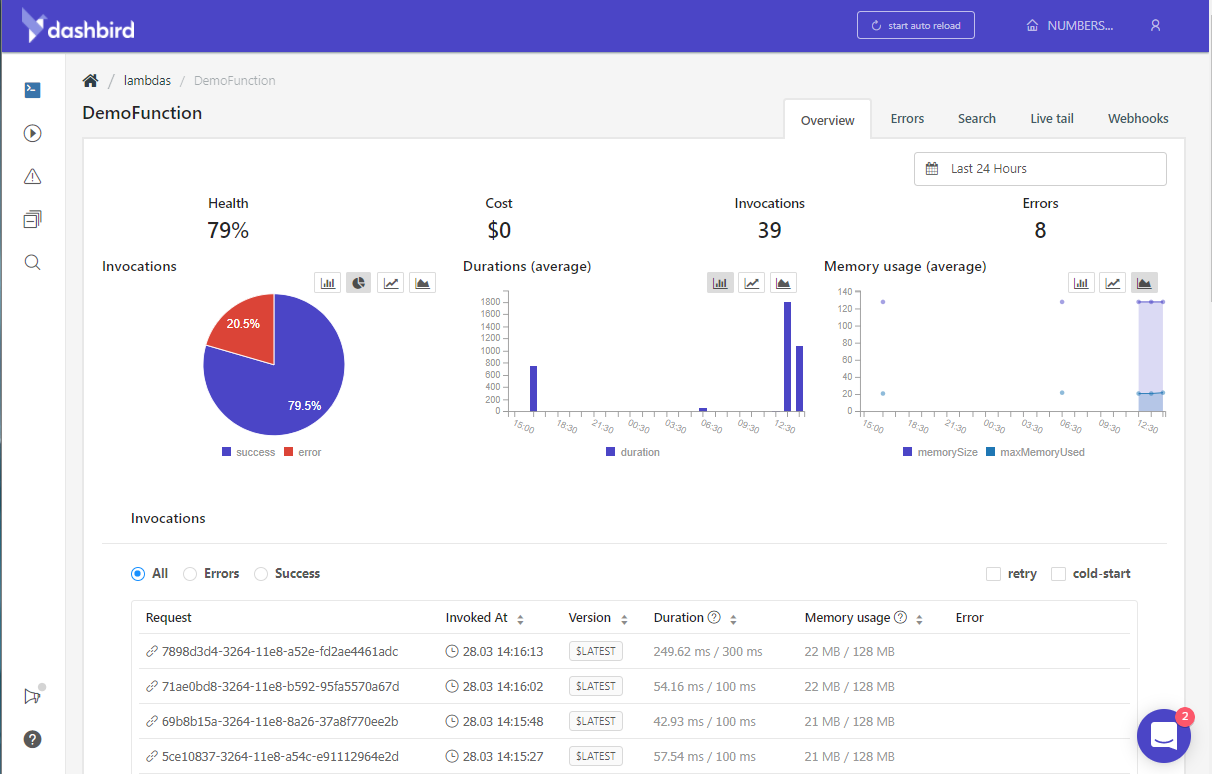 dashbird
start auto reload
NUMBERS...
/ lambdas / DemoFunction
DemoFunction
Overview
Errors
Search
Live tail
Webhooks
Last 24 Hours
Health
Cost
Invocations
Errors
79%
$0
39
8
Invocations
20.5%
79.5%
success
error
Durations (average)
1800
1600
1400
1200
1000
800
600
400
200
0
15:00
18:30
21:30
00:30
03:30
06:30
09:30
12:30
duration
Memory usage (average)
140
120
100
80
60
40
20
0
15:00
18:30
21:30
00:30
03:30
06:30
09:30
12:30
memorySize
maxMemoryUsed
Invocations
All
Errors
Success
retry
cold-start
Request Invoked At Version Duration ? Memory usage ? Error
7898d3d4-3264-11e8-a52e-fd2ae4461adc 28.03 14:16:13 $LATEST 249.62 ms / 300 ms 22 MB / 128 MB
71ae0bd8-3264-11e8-b592-95fa5570a67d 28.03 14:16:02 $LATEST 54.16 ms / 100 ms 22 MB / 128 MB
69b8b15a-3264-11e8-8a26-37a8f770ee2b 28.03 14:15:48 $LATEST 42.93 ms / 100 ms 21 MB / 128 MB
5ce10837-3264-11e8-a54c-e91112964e2d 28.03 14:15:27 $LATEST 57.54 ms / 100 ms 21 MB / 128 MB
?
2